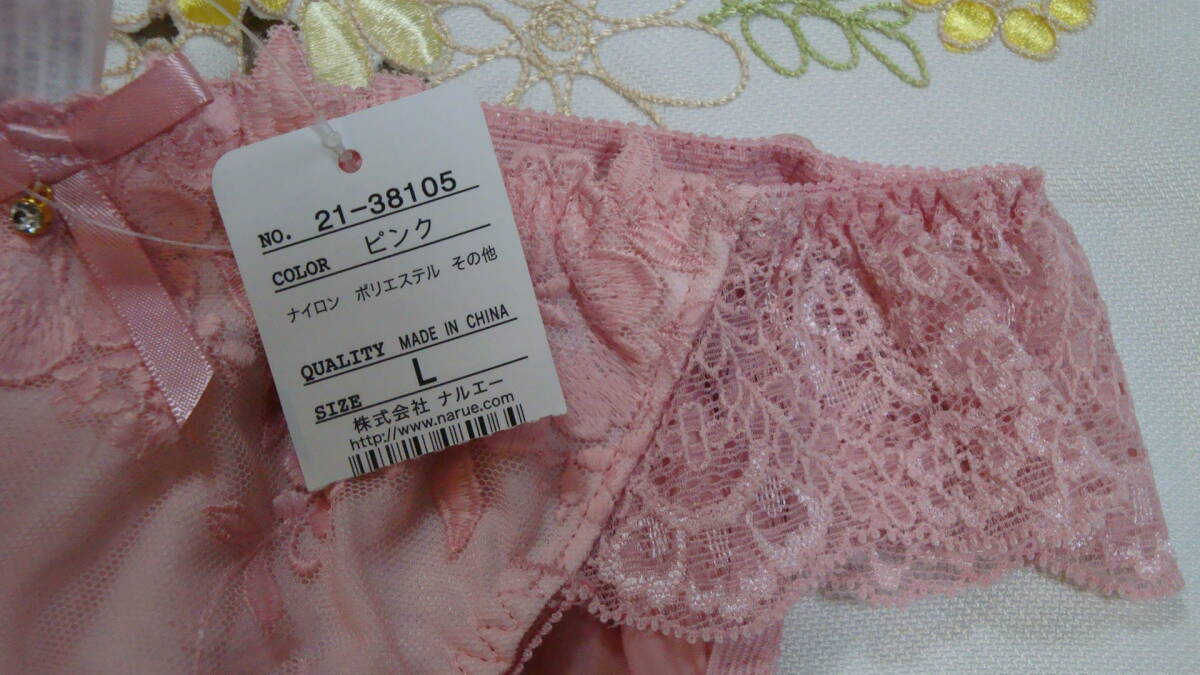 NO. 21-38105
COLOR ピンク
ナイロン ポリエステル その他
QUALITY MADE IN CHINA
SIZE L
株式会社 ナルエー
http://www.narue.com